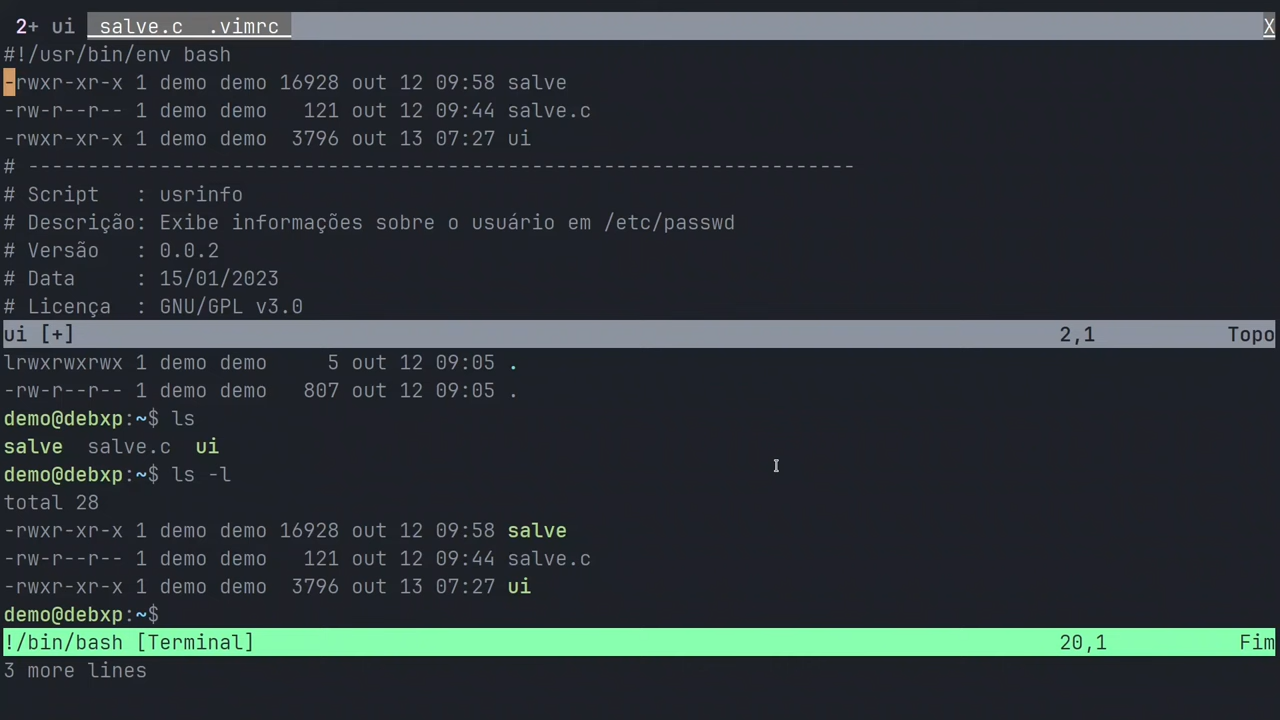 2+ ui  salve.c  .vimrc  X
#!/usr/bin/env bash
-rwxr-xr-x 1 demo demo 16928 out 12 09:58 salve
-rw-r--r-- 1 demo demo   121 out 12 09:44 salve.c
-rwxr-xr-x 1 demo demo  3796 out 13 07:27 ui
# ---------------------------------------------------------------------
# Script   : usrinfo
# Descrição: Exibe informações sobre o usuário em /etc/passwd
# Versão   : 0.0.2
# Data     : 15/01/2023
# Licença  : GNU/GPL v3.0
ui [+] 2,1 Topo
lrwxrwxrwx 1 demo demo     5 out 12 09:05 .
-rw-r--r-- 1 demo demo   807 out 12 09:05 .
demo@debxp:~$ ls
salve  salve.c  ui
demo@debxp:~$ ls -l
total 28
-rwxr-xr-x 1 demo demo 16928 out 12 09:58 salve
-rw-r--r-- 1 demo demo   121 out 12 09:44 salve.c
-rwxr-xr-x 1 demo demo  3796 out 13 07:27 ui
demo@debxp:~$
!/bin/bash [Terminal] 20,1 Fim
3 more lines